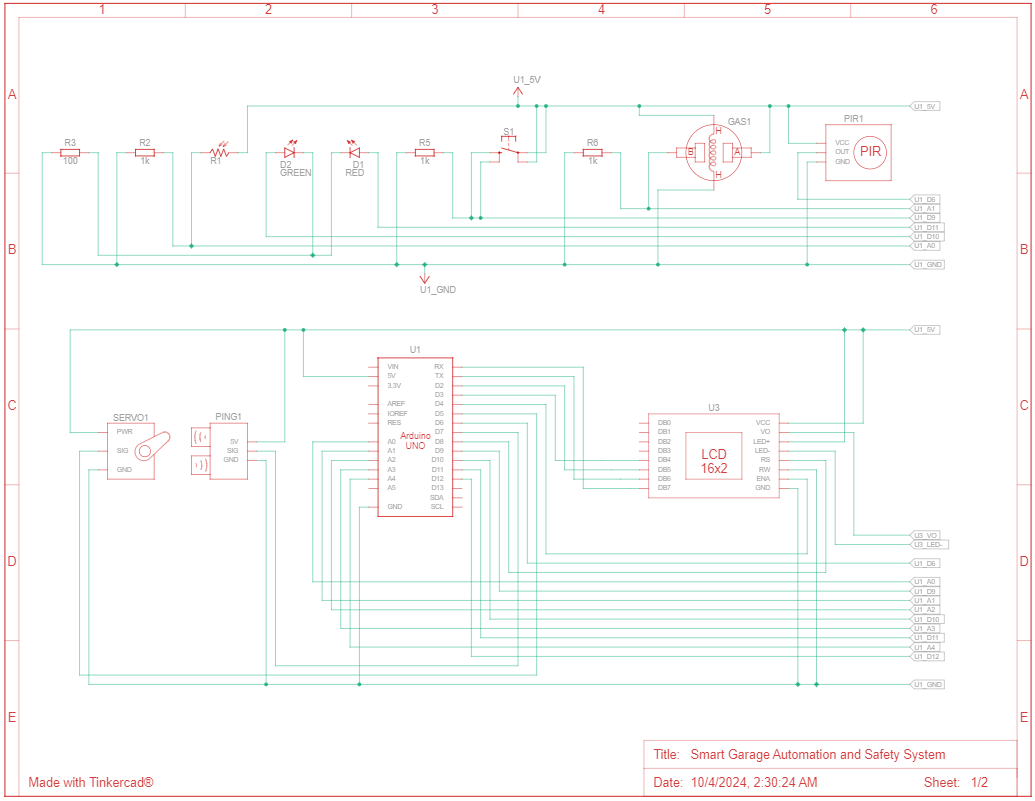 1 2 3 4 5 6
A A
U1_5V
U1_5V
R3 R2 R1 D2 D1 R5 S1 R6 GAS1 PIR1
100 1k GREEN RED 1k 1k
B A H H
VCC
OUT
GND
PIR
U1_D6
U1_A1
U1_D9
U1_D11
U1_D10
U1_A0
B B
U1_GND
U1_GND
U1_5V
U1
VIN RX
5V TX
3.3V D2
D3
AREF D4
IOREF D5
RES D6
D7
A0 D8
A1 D9
A2 D10
A3 D11
A4 D12
A5 D13
SDA
GND SCL
Arduino
UNO
C C
SERVO1
PWR
SIG
GND
PING1
5V
SIG
GND
U3
DB0 VCC
DB1 VO
DB2 LED+
DB3 LED-
DB4 RS
DB5 RW
DB6 ENA
DB7 GND
LCD
16x2
D D
U3_VO
U3_LED-
U1_D6
U1_A0
U1_D9
U1_A1
U1_A2
U1_D10
U1_A3
U1_D11
U1_A4
U1_D12
U1_GND
E E
Title: Smart Garage Automation and Safety System
Made with Tinkercad®
Date: 10/4/2024, 2:30:24 AM Sheet: 1/2